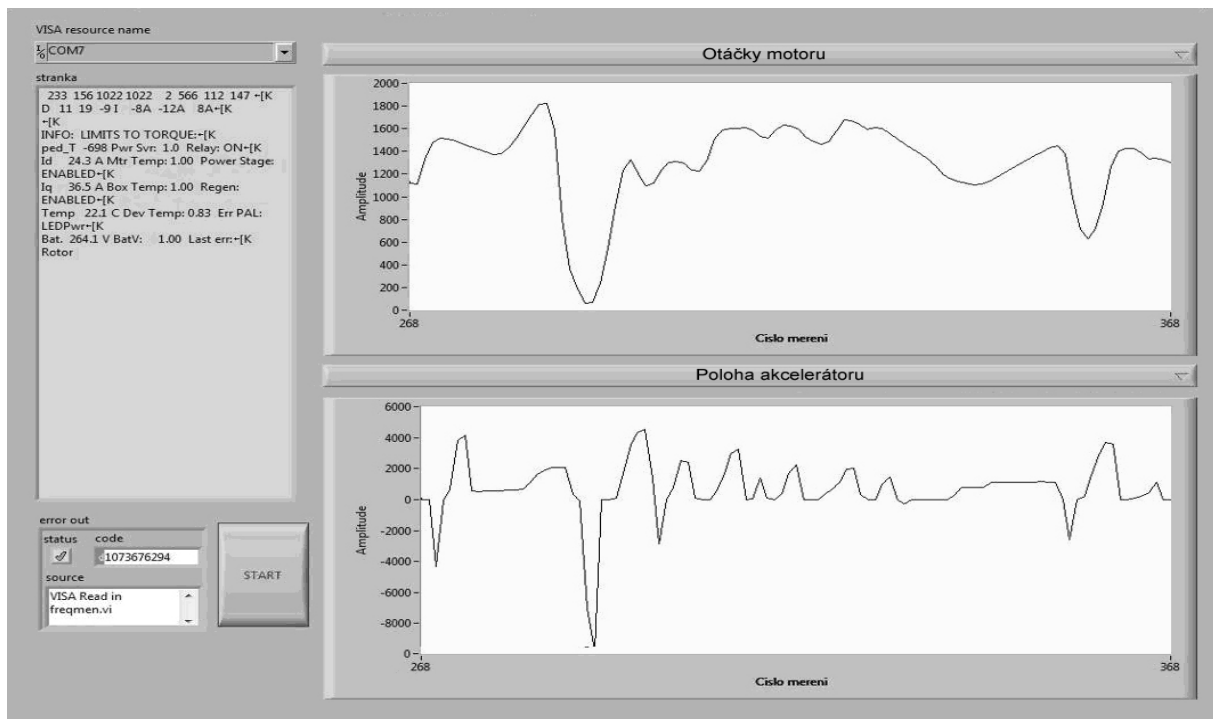 VISA resource name
COM7
stranka
233 156 1022 1022 2 566 112 147 ←[K
D 11 19 -9 I -8A -12A 8A←[K
←[K
INFO: LIMITS TO TORQUE:←[K
ped_T -698 Pwr Svr: 1.0 Relay: ON←[K
Id 24.3 A Mtr Temp: 1.00 Power Stage:
ENABLED←[K
Iq 36.5 A Box Temp: 1.00 Regen:
ENABLED←[K
Temp 22.1 C Dev Temp: 0.83 Err PAL:
LEDPwr←[K
Bat. 264.1 V BatV: 1.00 Last err:←[K
Rotor
error out
status code
1073676294
source
VISA Read in
freqmen.vi
START
Otáčky motoru
2000
1800
1600
1400
1200
1000
800
600
400
200
0
Amplitude
268
368
Cislo mereni
Poloha akcelerátoru
6000
4000
2000
0
-2000
-4000
-6000
-8000
0
Amplitude
268
368
Cislo mereni